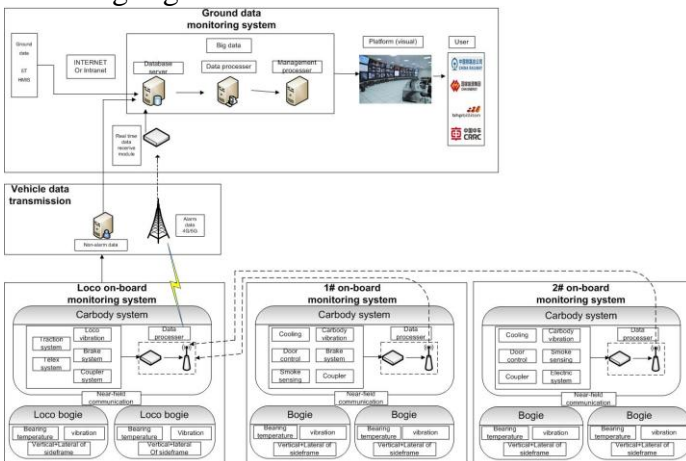 Ground data
monitoring system
Ground
data
HMIS
INTERNET
Or Intranet
Big data
Database
server
Data processer
Management
processer
Platform (visual)
User
Real time
data
receive
module
Vehicle data
transmission
Non-alarm data
Alarm
data
4G/5G
Loco on-board
monitoring system
Carbody system
Loco
vibration
Traction
system
Brake
system
Telex
system
Coupler
system
Data
processer
Near-field
communication
Loco bogie
Bearing
temperature
vibration
Vertical+Lateral of
sideframe
Loco bogie
Bearing
temperature
Vibration
Vertical+lateral
Of sideframe
1# on-board
monitoring system
Carbody system
Cooling
Carbody
vibration
Door
control
Brake
system
Smoke
sensing
Coupler
Data
processer
Near-field
communication
Bogie
Bearing
temperature
vibration
Vertical+Lateral of
sideframe
Bogie
Bearing
temperature
vibration
Vertical+Lateral of
sideframe
2# on-board
monitoring system
Carbody system
Cooling
Carbody
vibration
Door
control
Smoke
sensing
Coupler
Electric
system
Data
processer
Near-field
communication
Bogie
Bearing
temperature
vibration
Vertical+Lateral of
sideframe
Bogie
Bearing
temperature
vibration
Vertical+Lateral of
sideframe